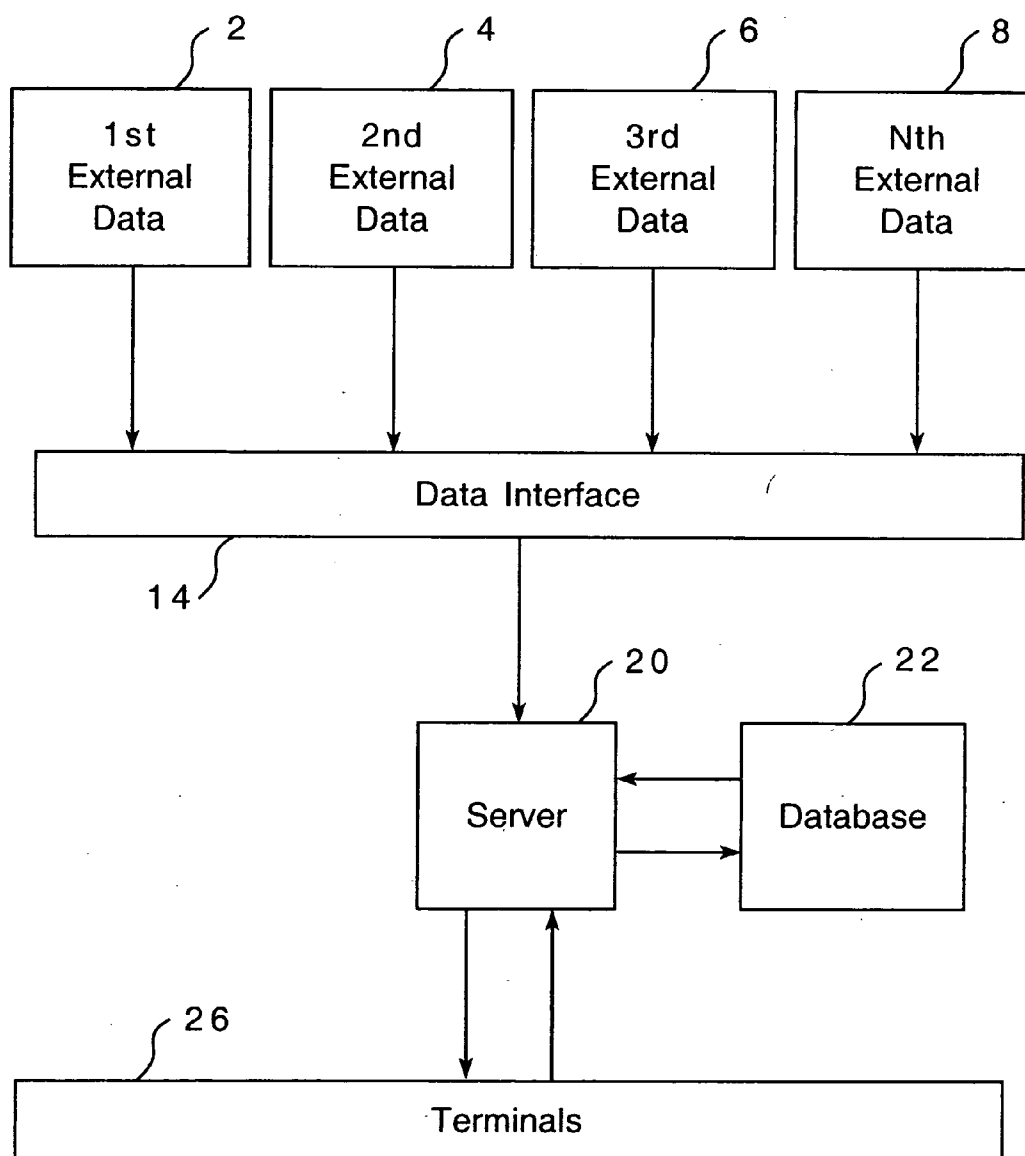 2
4
6
8
1st
External
Data
2nd
External
Data
3rd
External
Data
Nth
External
Data
Data Interface
14
20
22
Server
Database
26
Terminals